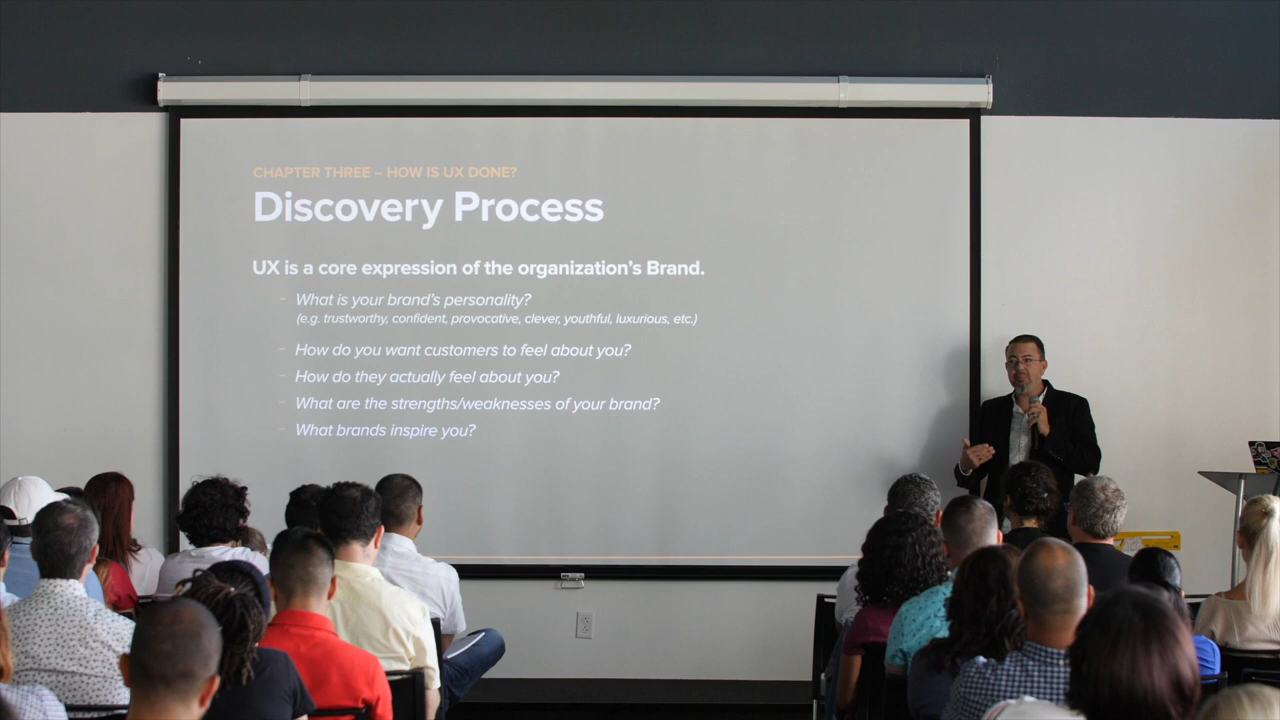 CHAPTER THREE – HOW IS UX DONE?
Discovery Process
UX is a core expression of the organization's Brand.
– What is your brand's personality?
(e.g. trustworthy, confident, provocative, clever, youthful, luxurious, etc.)
– How do you want customers to feel about you?
– How do they actually feel about you?
– What are the strengths/weaknesses of your brand?
– What brands inspire you?